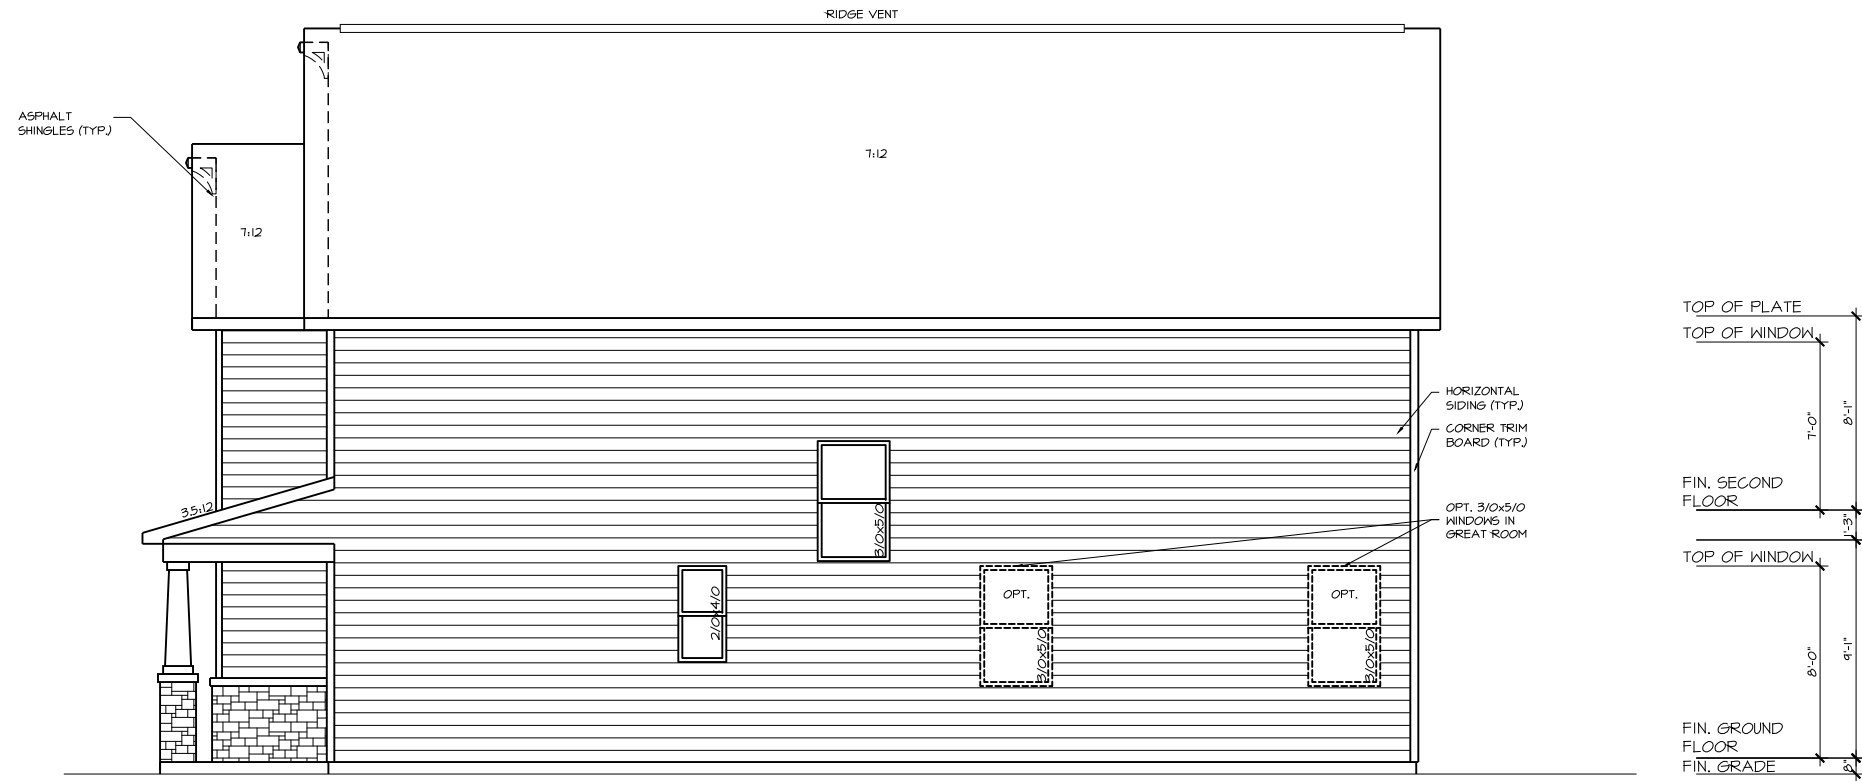 RIDGE VENT
ASPHALT
SHINGLES (TYP.)
7:12
7:12
TOP OF PLATE
TOP OF WINDOW
HORIZONTAL
SIDING (TYP.)
CORNER TRIM
BOARD (TYP.)
7'-0"
8'-1"
FIN. SECOND
FLOOR
3.5:12
OPT. 3/0x5/0
WINDOWS IN
GREAT ROOM
3/0x5/0
1'-3"
TOP OF WINDOW
OPT.
OPT.
2/0x4/0
3/0x5/0
3/0x5/0
8'-0"
9'-1"
FIN. GROUND
FLOOR
FIN. GRADE
8"